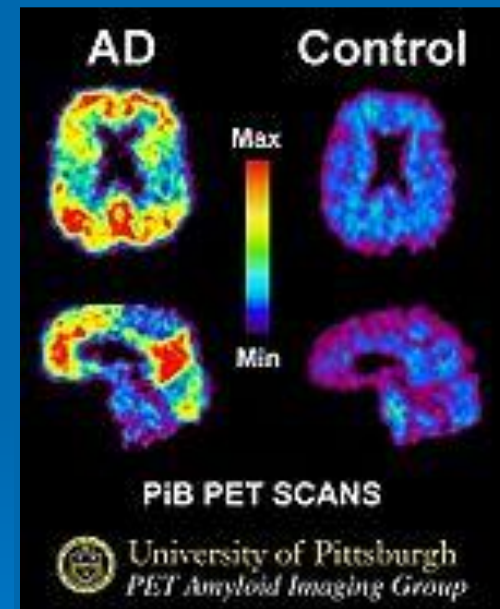 AD Control
Max
Min
PiB PET SCANS
University of Pittsburgh
PET Amyloid Imaging Group